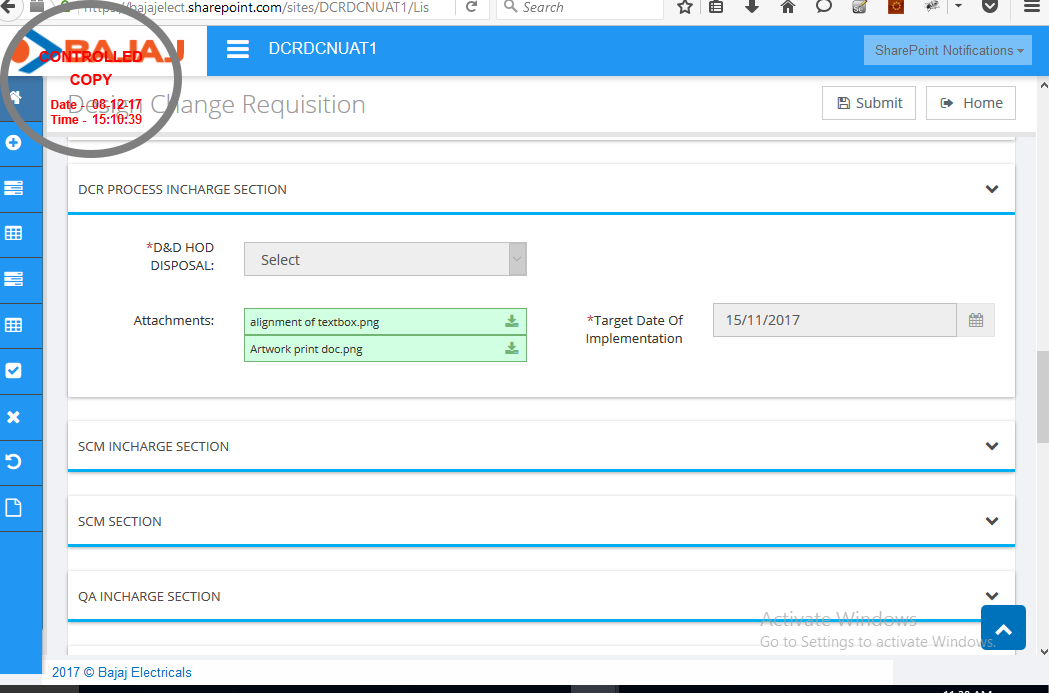 https://bajajelect.sharepoint.com/sites/DCRDCNUAT1/Lis
Search
BAJAJ
DCRDCNUAT1
SharePoint Notifications
CONTROLLED
COPY
Date - 08-12-17
Time - 15:10:39
Design Change Requisition
Submit
Home
DCR PROCESS INCHARGE SECTION
*D&D HOD
DISPOSAL:
Select
Attachments:
alignment of textbox.png
Artwork print doc.png
*Target Date Of
Implementation
15/11/2017
SCM INCHARGE SECTION
SCM SECTION
QA INCHARGE SECTION
Activate Windows
Go to Settings to activate Windows.
2017 © Bajaj Electricals